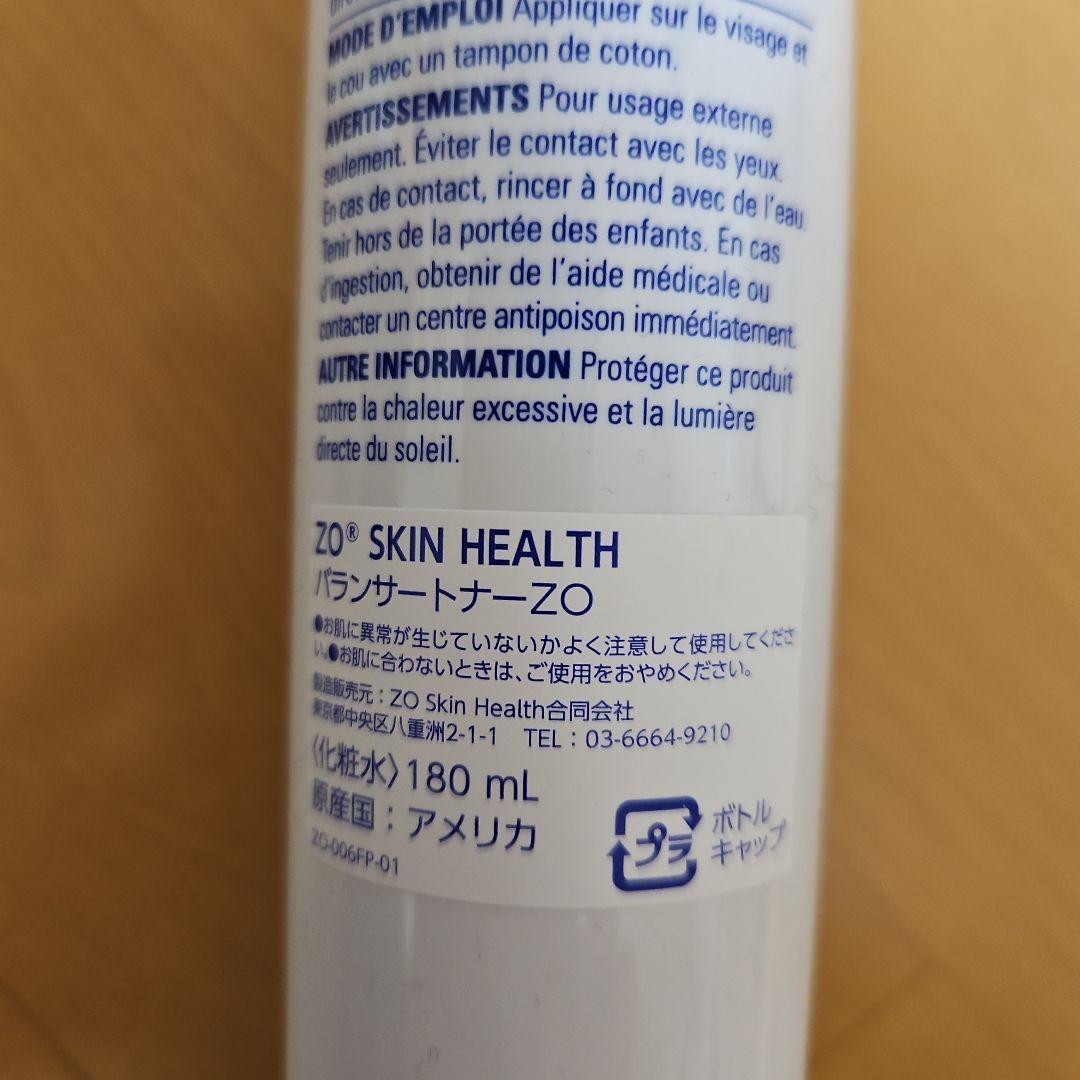 MODE D'EMPLOI Appliquer sur le visage et
le cou avec un tampon de coton.
AVERTISSEMENTS Pour usage externe
seulement. Éviter le contact avec les yeux.
En cas de contact, rincer à fond avec de l'eau.
Tenir hors de la portée des enfants. En cas
d'ingestion, obtenir de l'aide médicale ou
contacter un centre antipoison immédiatement.
AUTRE INFORMATION Protéger ce produit
contre la chaleur excessive et la lumière
directe du soleil.
ZO® SKIN HEALTH
バランサートナーZO
●お肌に異常が生じていないかよく注意して使用してくださ
い。●お肌に合わないときは、ご使用をおやめください。
製造販売元：ZO Skin Health合同会社
東京都中央区八重洲2-1-1 TEL：03-6664-9210
〈化粧水〉180 mL
原産国：アメリカ
ZO-006FP-01
プラ
ボトル
キャップ